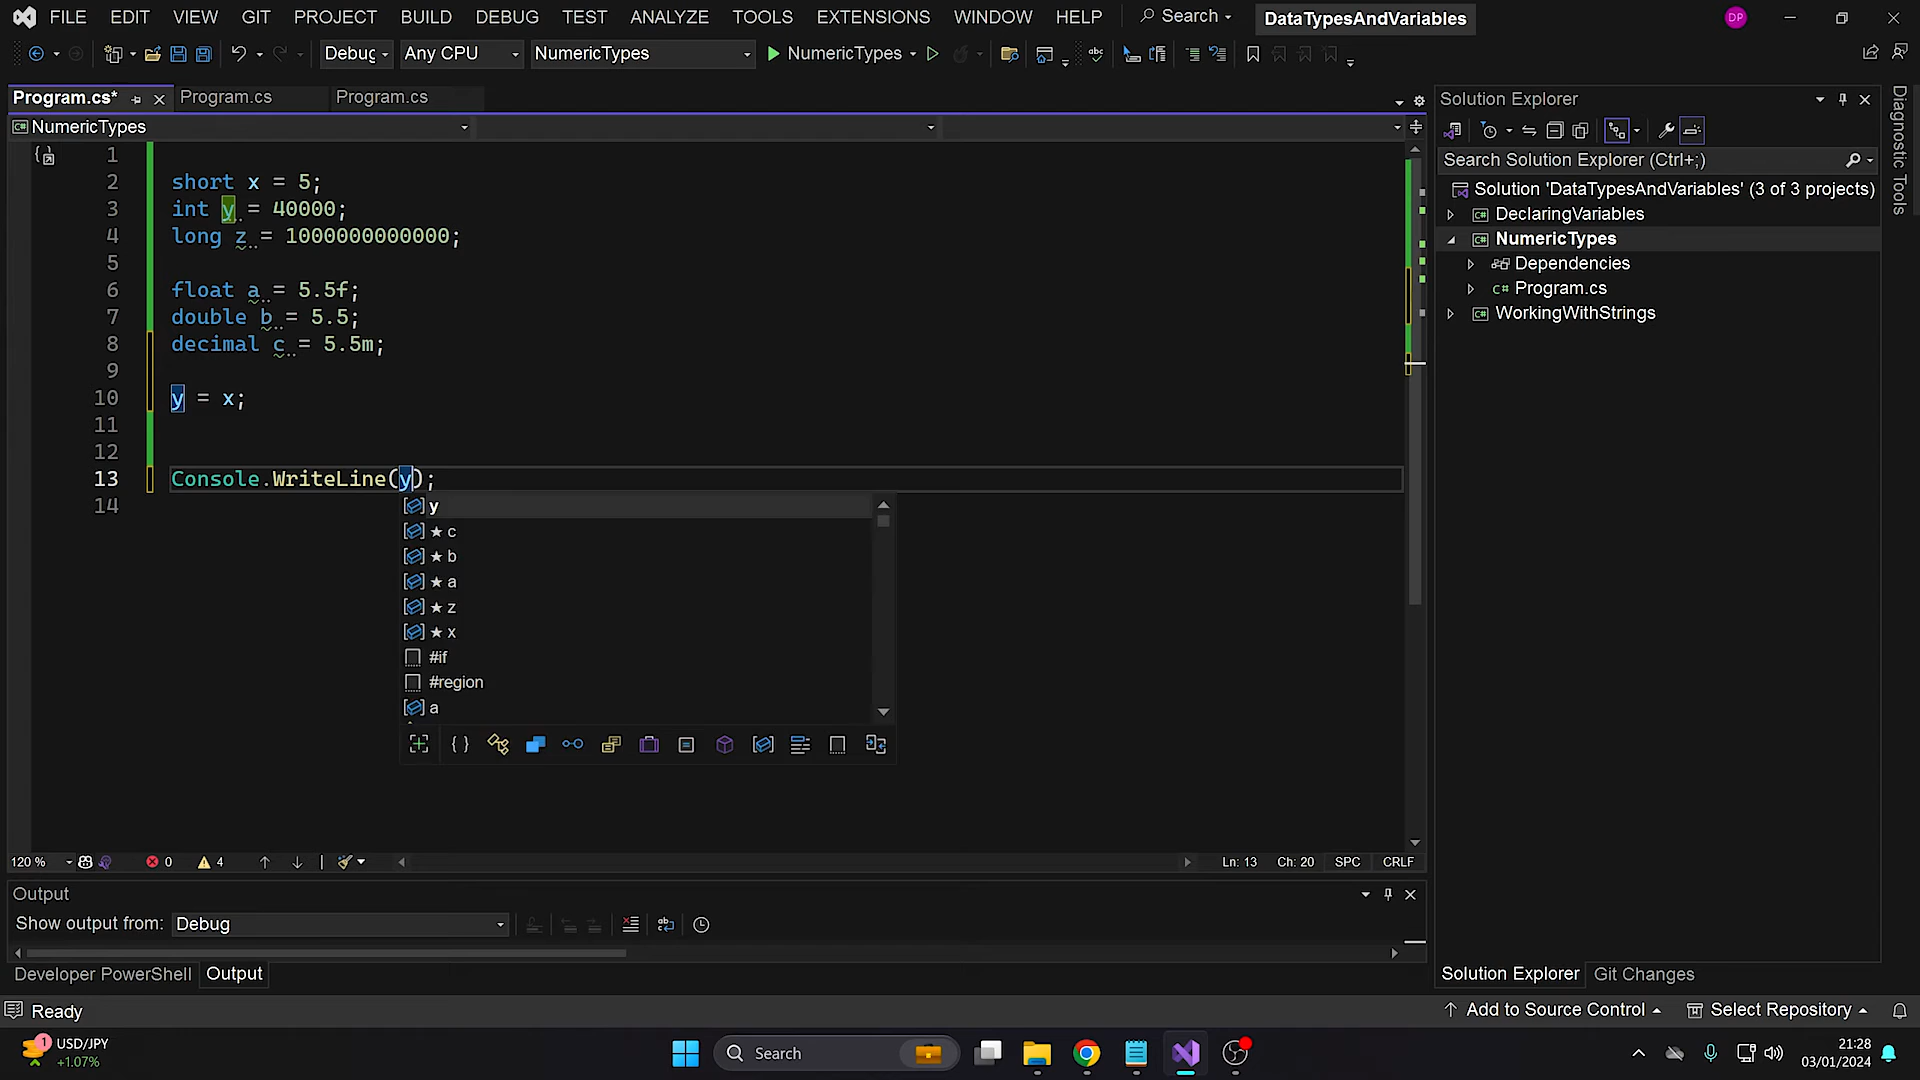 FILE EDIT VIEW GIT PROJECT BUILD DEBUG TEST ANALYZE TOOLS EXTENSIONS WINDOW HELP Search DataTypesAndVariables DP
Debug Any CPU NumericTypes NumericTypes
Program.cs* Program.cs Program.cs
NumericTypes
1
2 short x = 5;
3 int y = 40000;
4 long z = 1000000000000;
5
6 float a = 5.5f;
7 double b = 5.5;
8 decimal c = 5.5m;
9
10 y = x;
11
12
13 Console.WriteLine(y);
14
y
★ c
★ b
★ a
★ z
★ x
#if
#region
a
120 % 0 4 Ln: 13 Ch: 20 SPC CRLF
Output
Show output from: Debug
Developer PowerShell Output
Solution Explorer
Search Solution Explorer (Ctrl+;)
Solution 'DataTypesAndVariables' (3 of 3 projects)
DeclaringVariables
NumericTypes
Dependencies
C# Program.cs
WorkingWithStrings
Solution Explorer Git Changes
Diagnostic Tools
Ready Add to Source Control Select Repository
1 USD/JPY
+1.07%
Search
21:28
03/01/2024